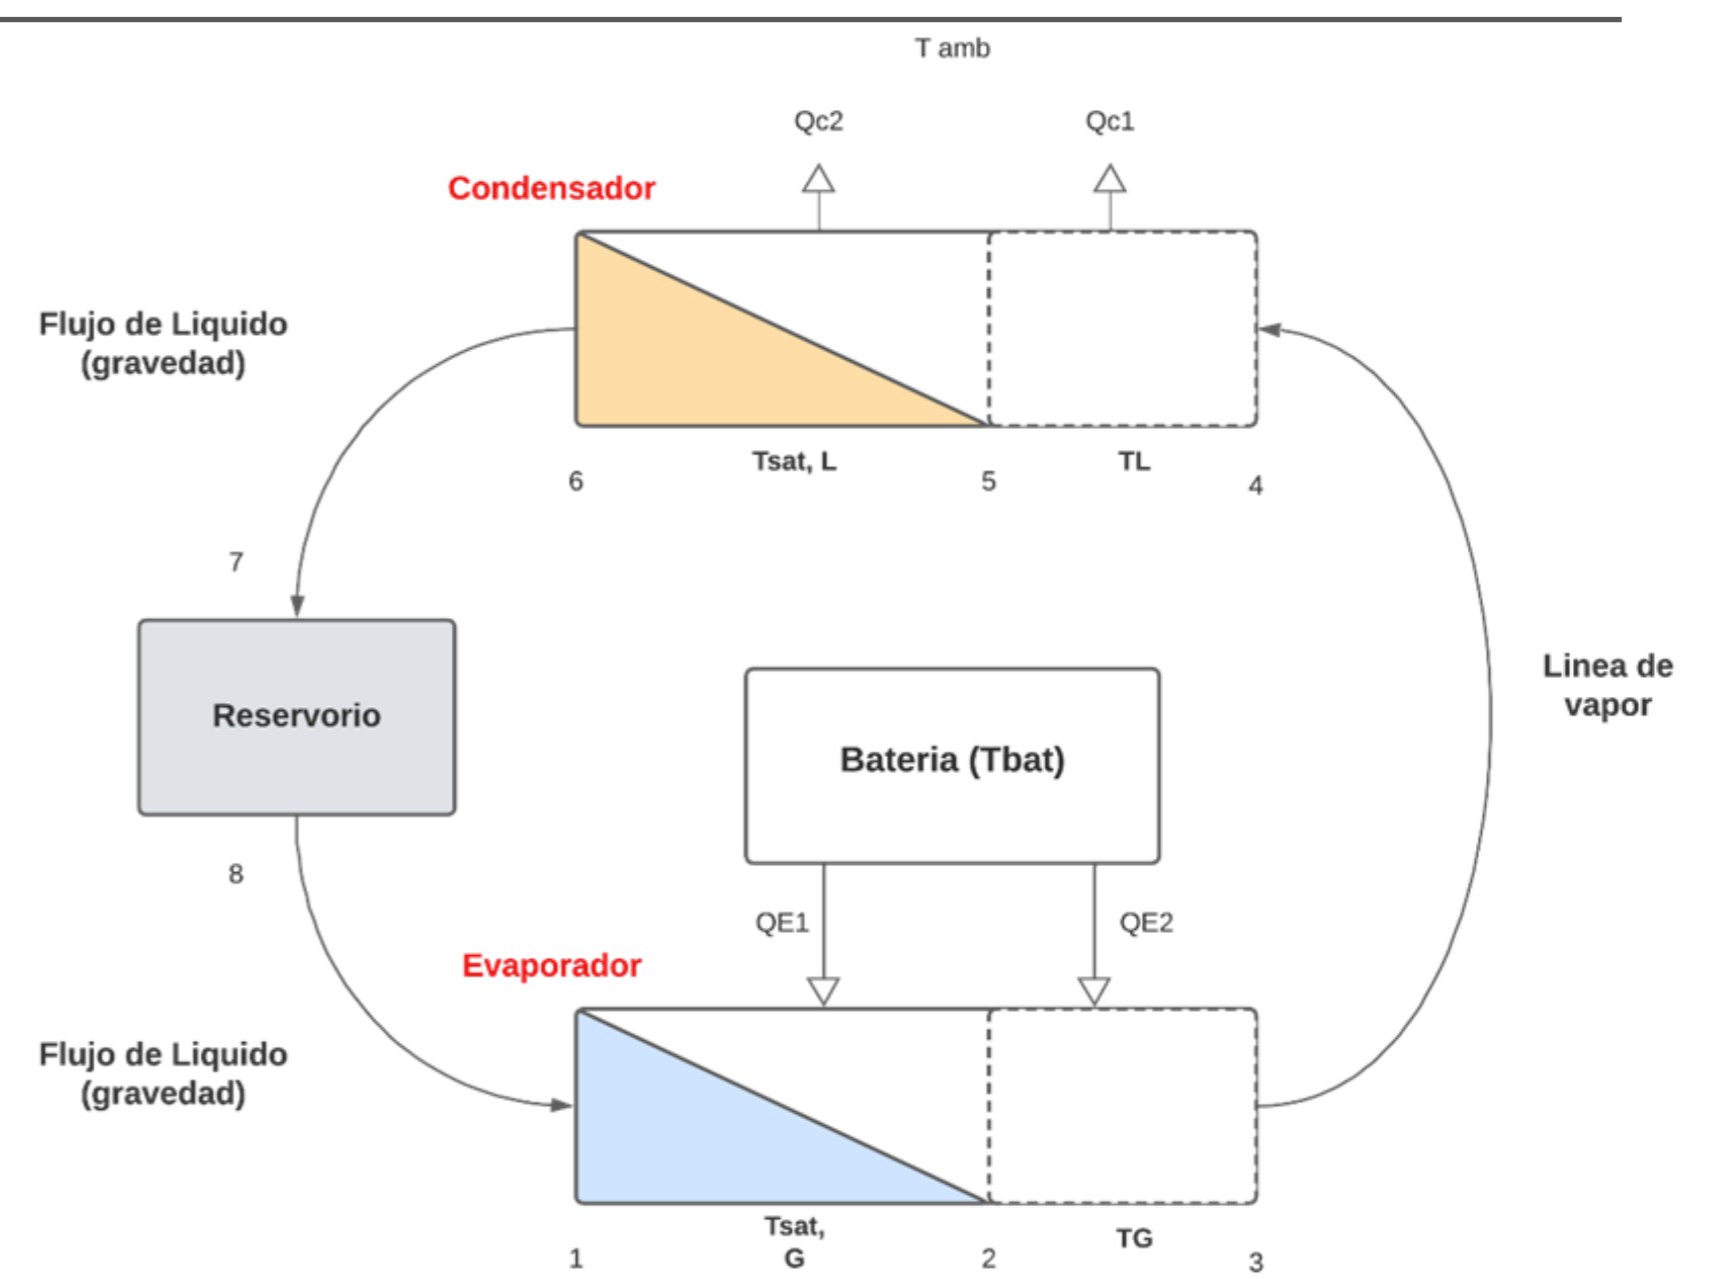 T amb
Qc2
Qc1
Condensador
Flujo de Liquido
(gravedad)
Tsat, L
TL
6
5
4
7
Reservorio
Bateria (Tbat)
Linea de
vapor
8
QE1
QE2
Evaporador
Flujo de Liquido
(gravedad)
Tsat,
G
TG
1
2
3